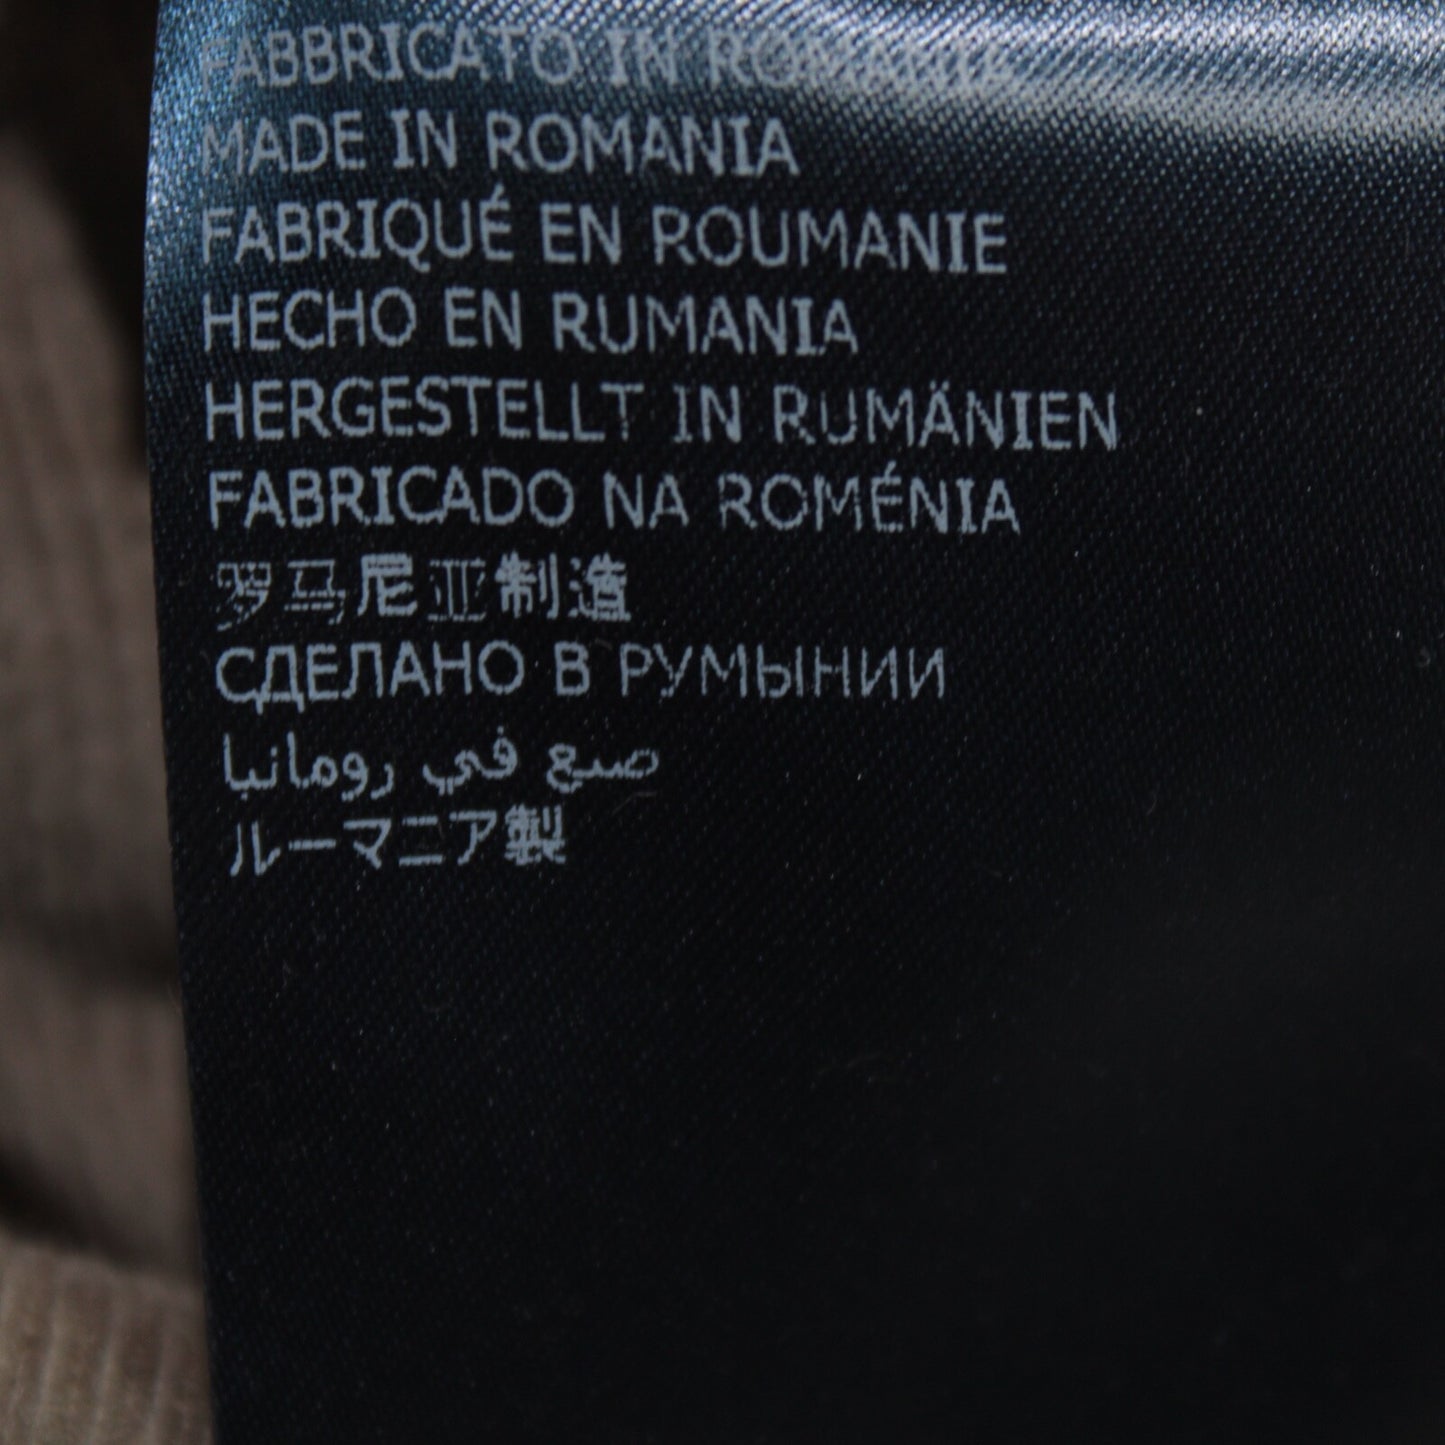 FABBRICATO IN ROMANIA
MADE IN ROMANIA
FABRIQUÉ EN ROUMANIE
HECHO EN RUMANIA
HERGESTELLT IN RUMÄNIEN
FABRICADO NA ROMÉNIA
罗马尼亚制造
СДЕЛАНО В РУМЫНИИ
صنع في رومانيا
ルーマニア製